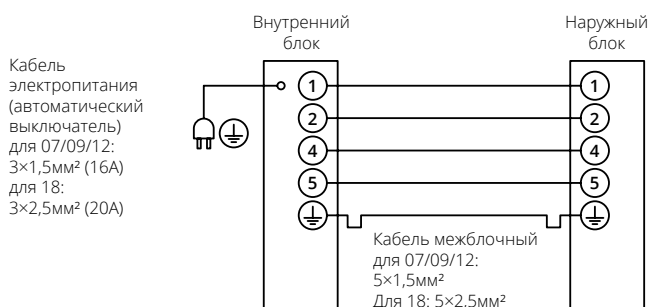 Внутренний
блок
Наружный
блок
Кабель
электропитания
(автоматический
выключатель)
для 07/09/12:
3×1,5мм² (16А)
для 18:
3×2,5мм² (20А)
1
1
2
2
4
4
5
5
Кабель межблочный
для 07/09/12:
5×1,5мм²
Для 18: 5×2,5мм²